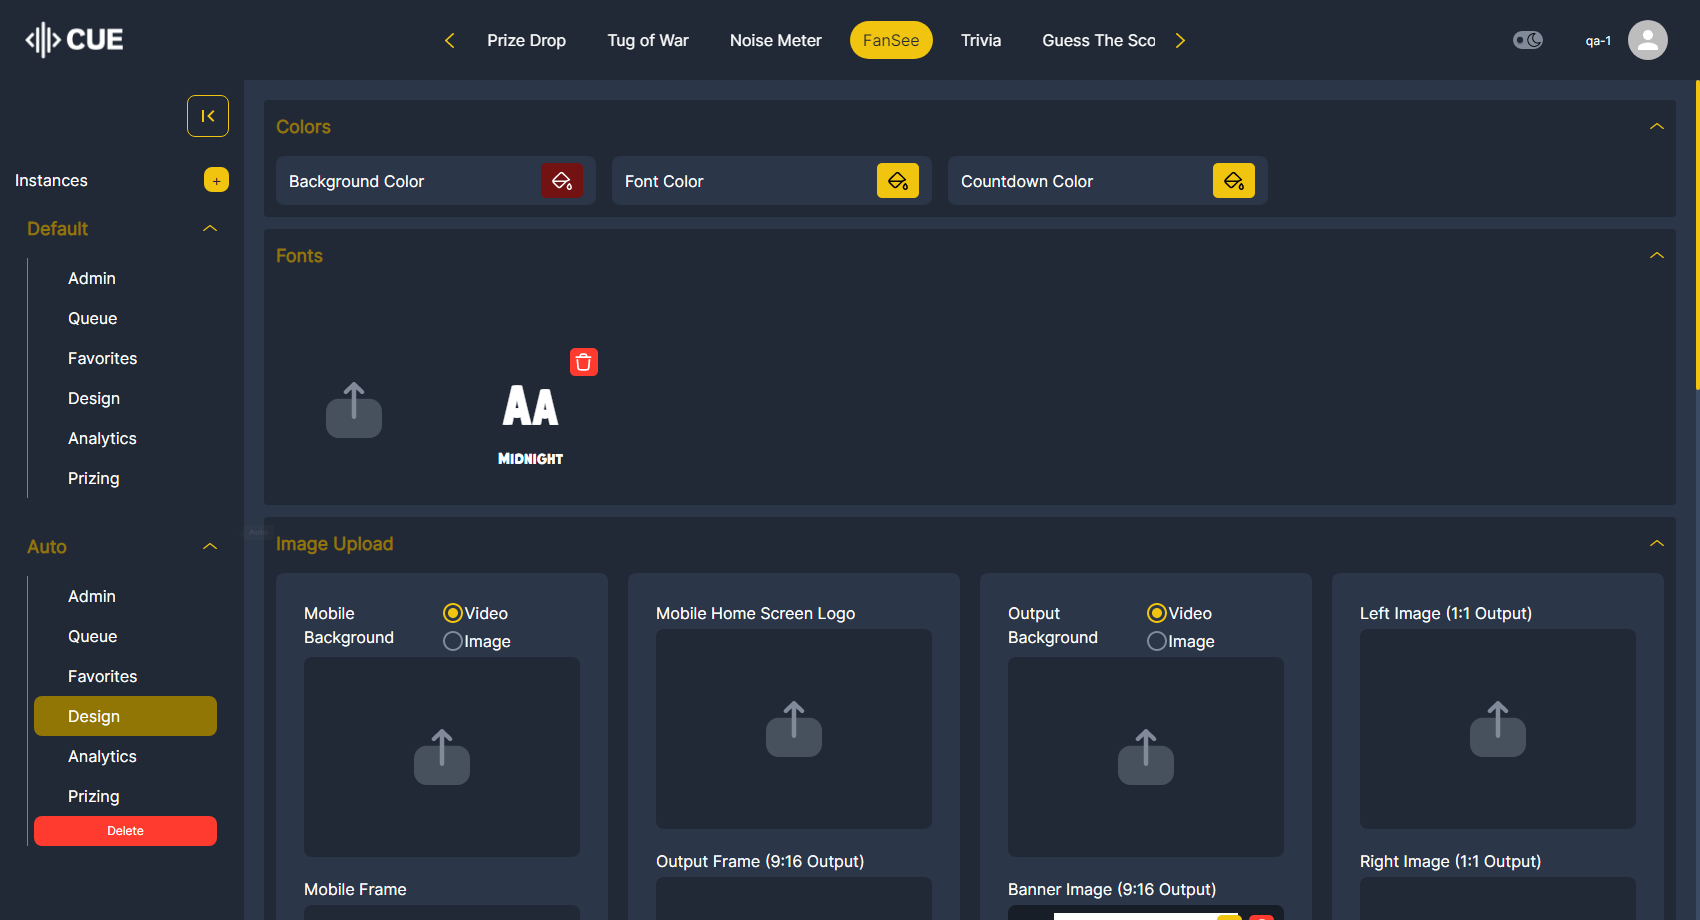 CUE
Prize Drop
Tug of War
Noise Meter
FanSee
Trivia
Guess The Sco
qa-1
Instances
+
Default
Admin
Queue
Favorites
Design
Analytics
Prizing
Auto
Admin
Queue
Favorites
Design
Analytics
Prizing
Delete
Colors
Background Color
Font Color
Countdown Color
Fonts
AA
MIDNIGHT
Image Upload
Mobile
Background
Video
Image
Mobile Home Screen Logo
Output
Background
Video
Image
Left Image (1:1 Output)
Mobile Frame
Output Frame (9:16 Output)
Banner Image (9:16 Output)
Right Image (1:1 Output)